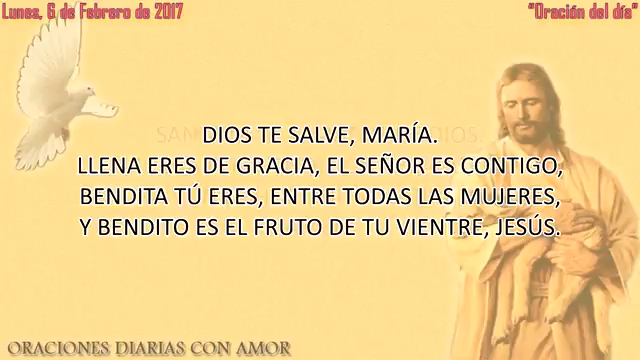 Lunes, 6 de Febrero de 2017
"Oración del día"
DIOS TE SALVE, MARÍA.
LLENA ERES DE GRACIA, EL SEÑOR ES CONTIGO,
BENDITA TÚ ERES, ENTRE TODAS LAS MUJERES,
Y BENDITO ES EL FRUTO DE TU VIENTRE, JESÚS.
ORACIONES DIARIAS CON AMOR